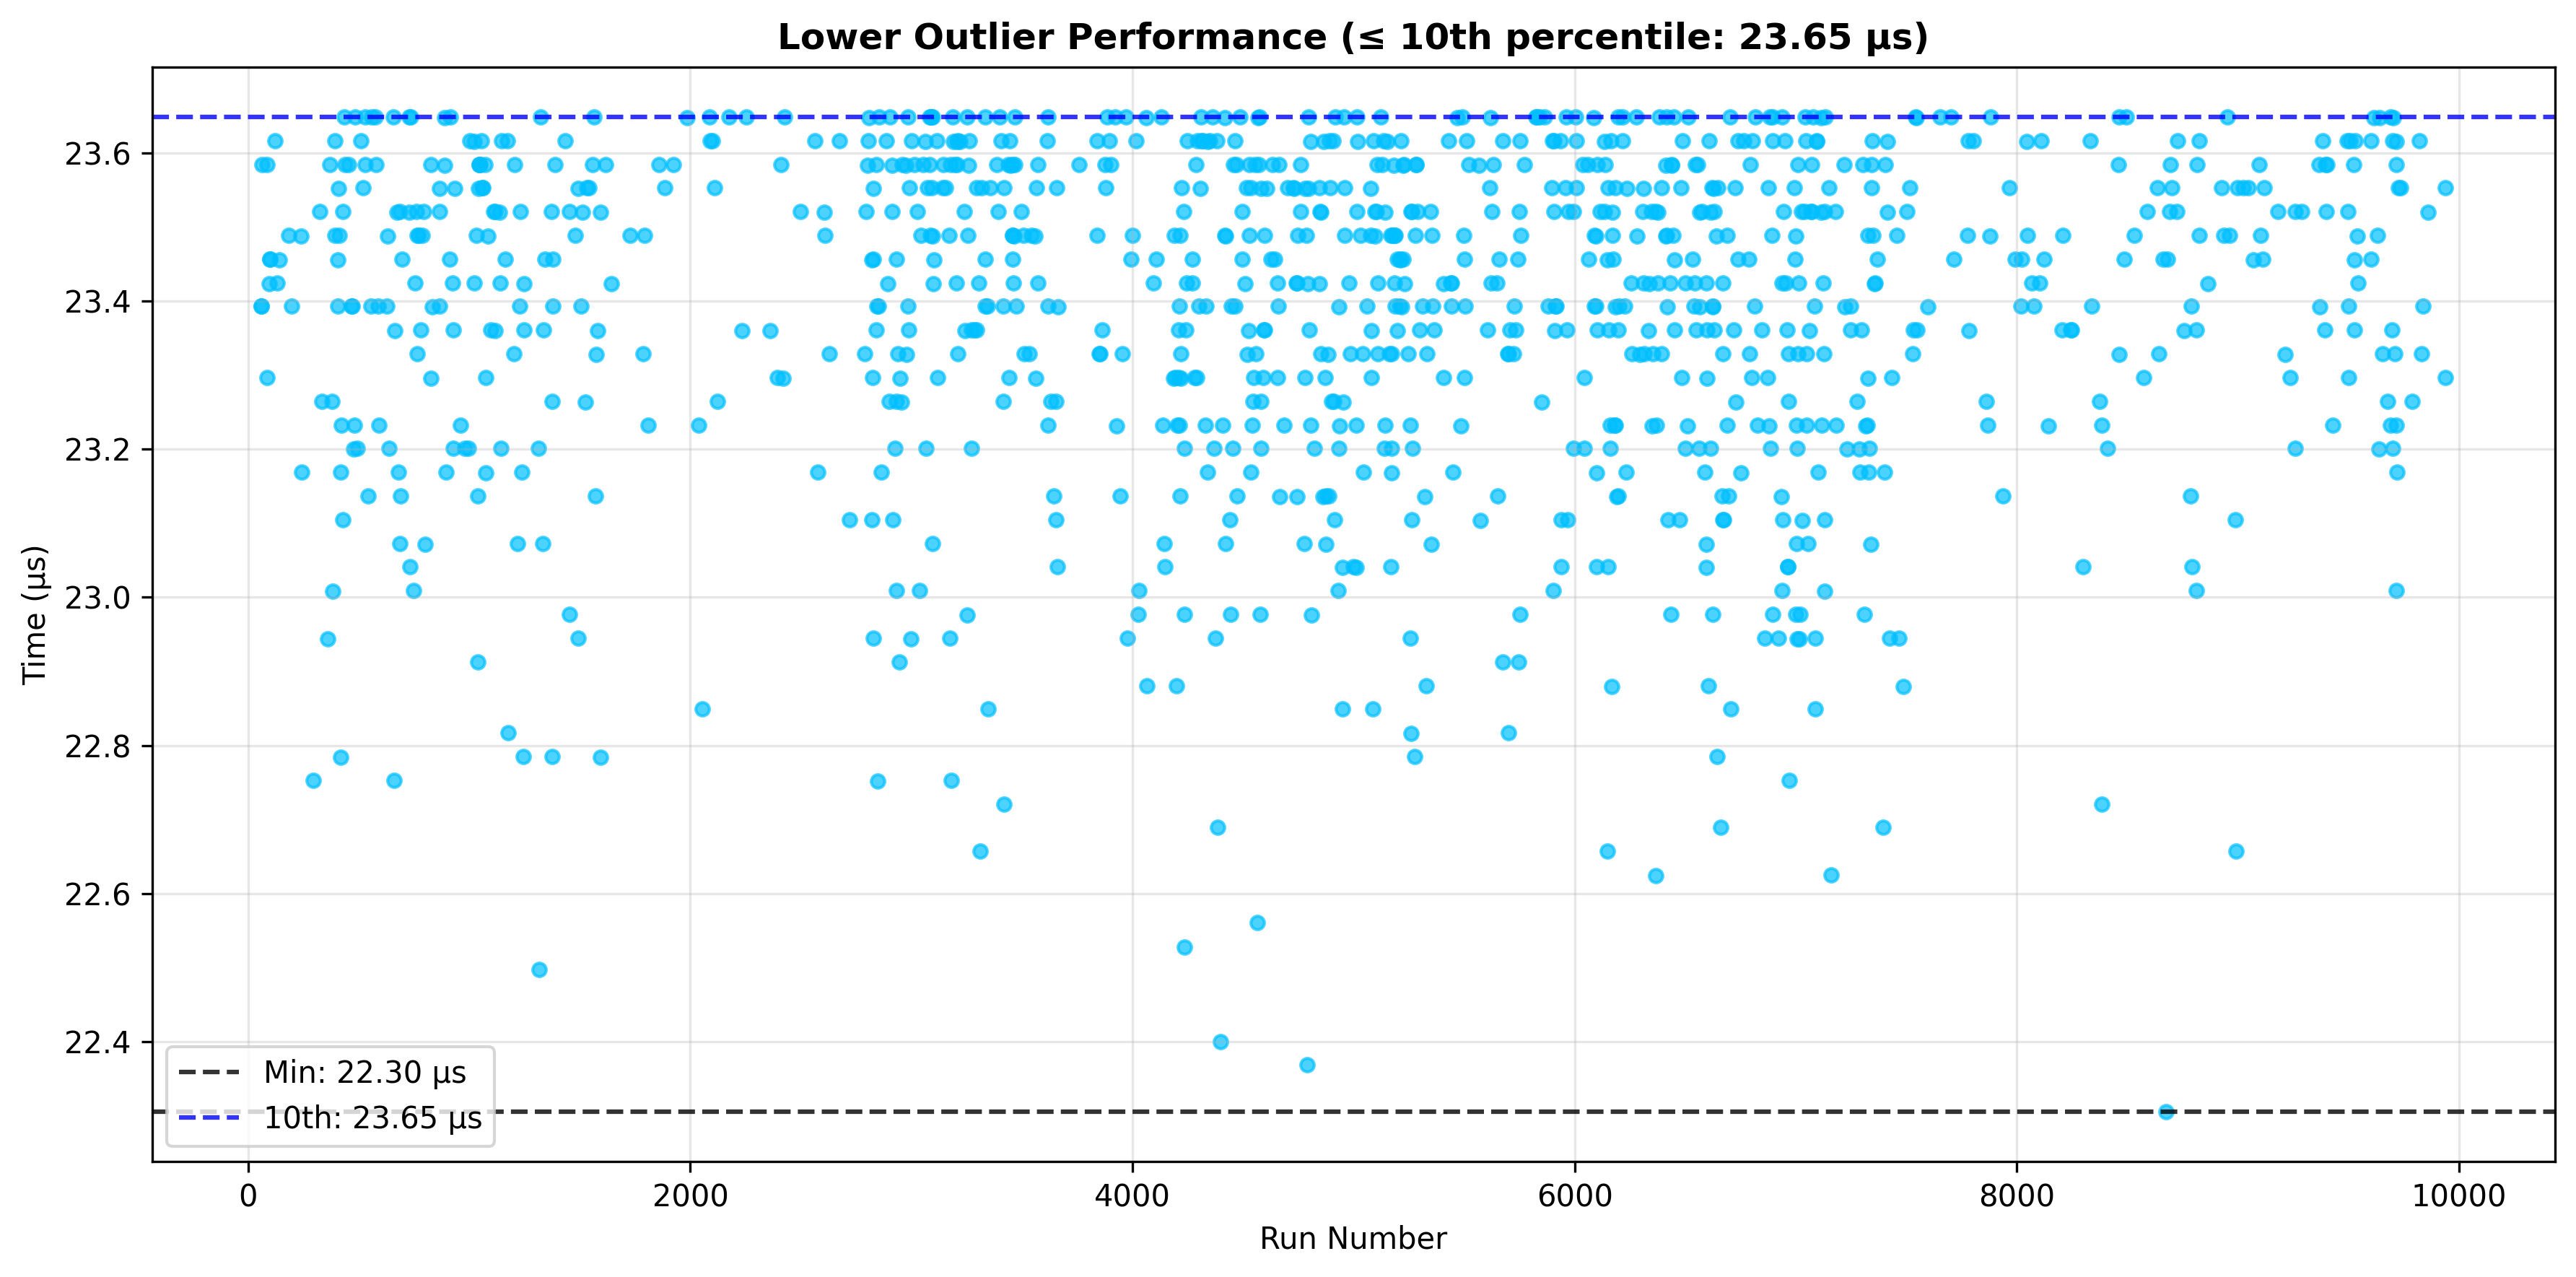 Lower Outlier Performance (≤ 10th percentile: 23.65 µs)
Time (µs)
23.6
23.4
23.2
23.0
22.8
22.6
22.4
Min: 22.30 µs
10th: 23.65 µs
0 2000 4000 6000 8000 10000
Run Number